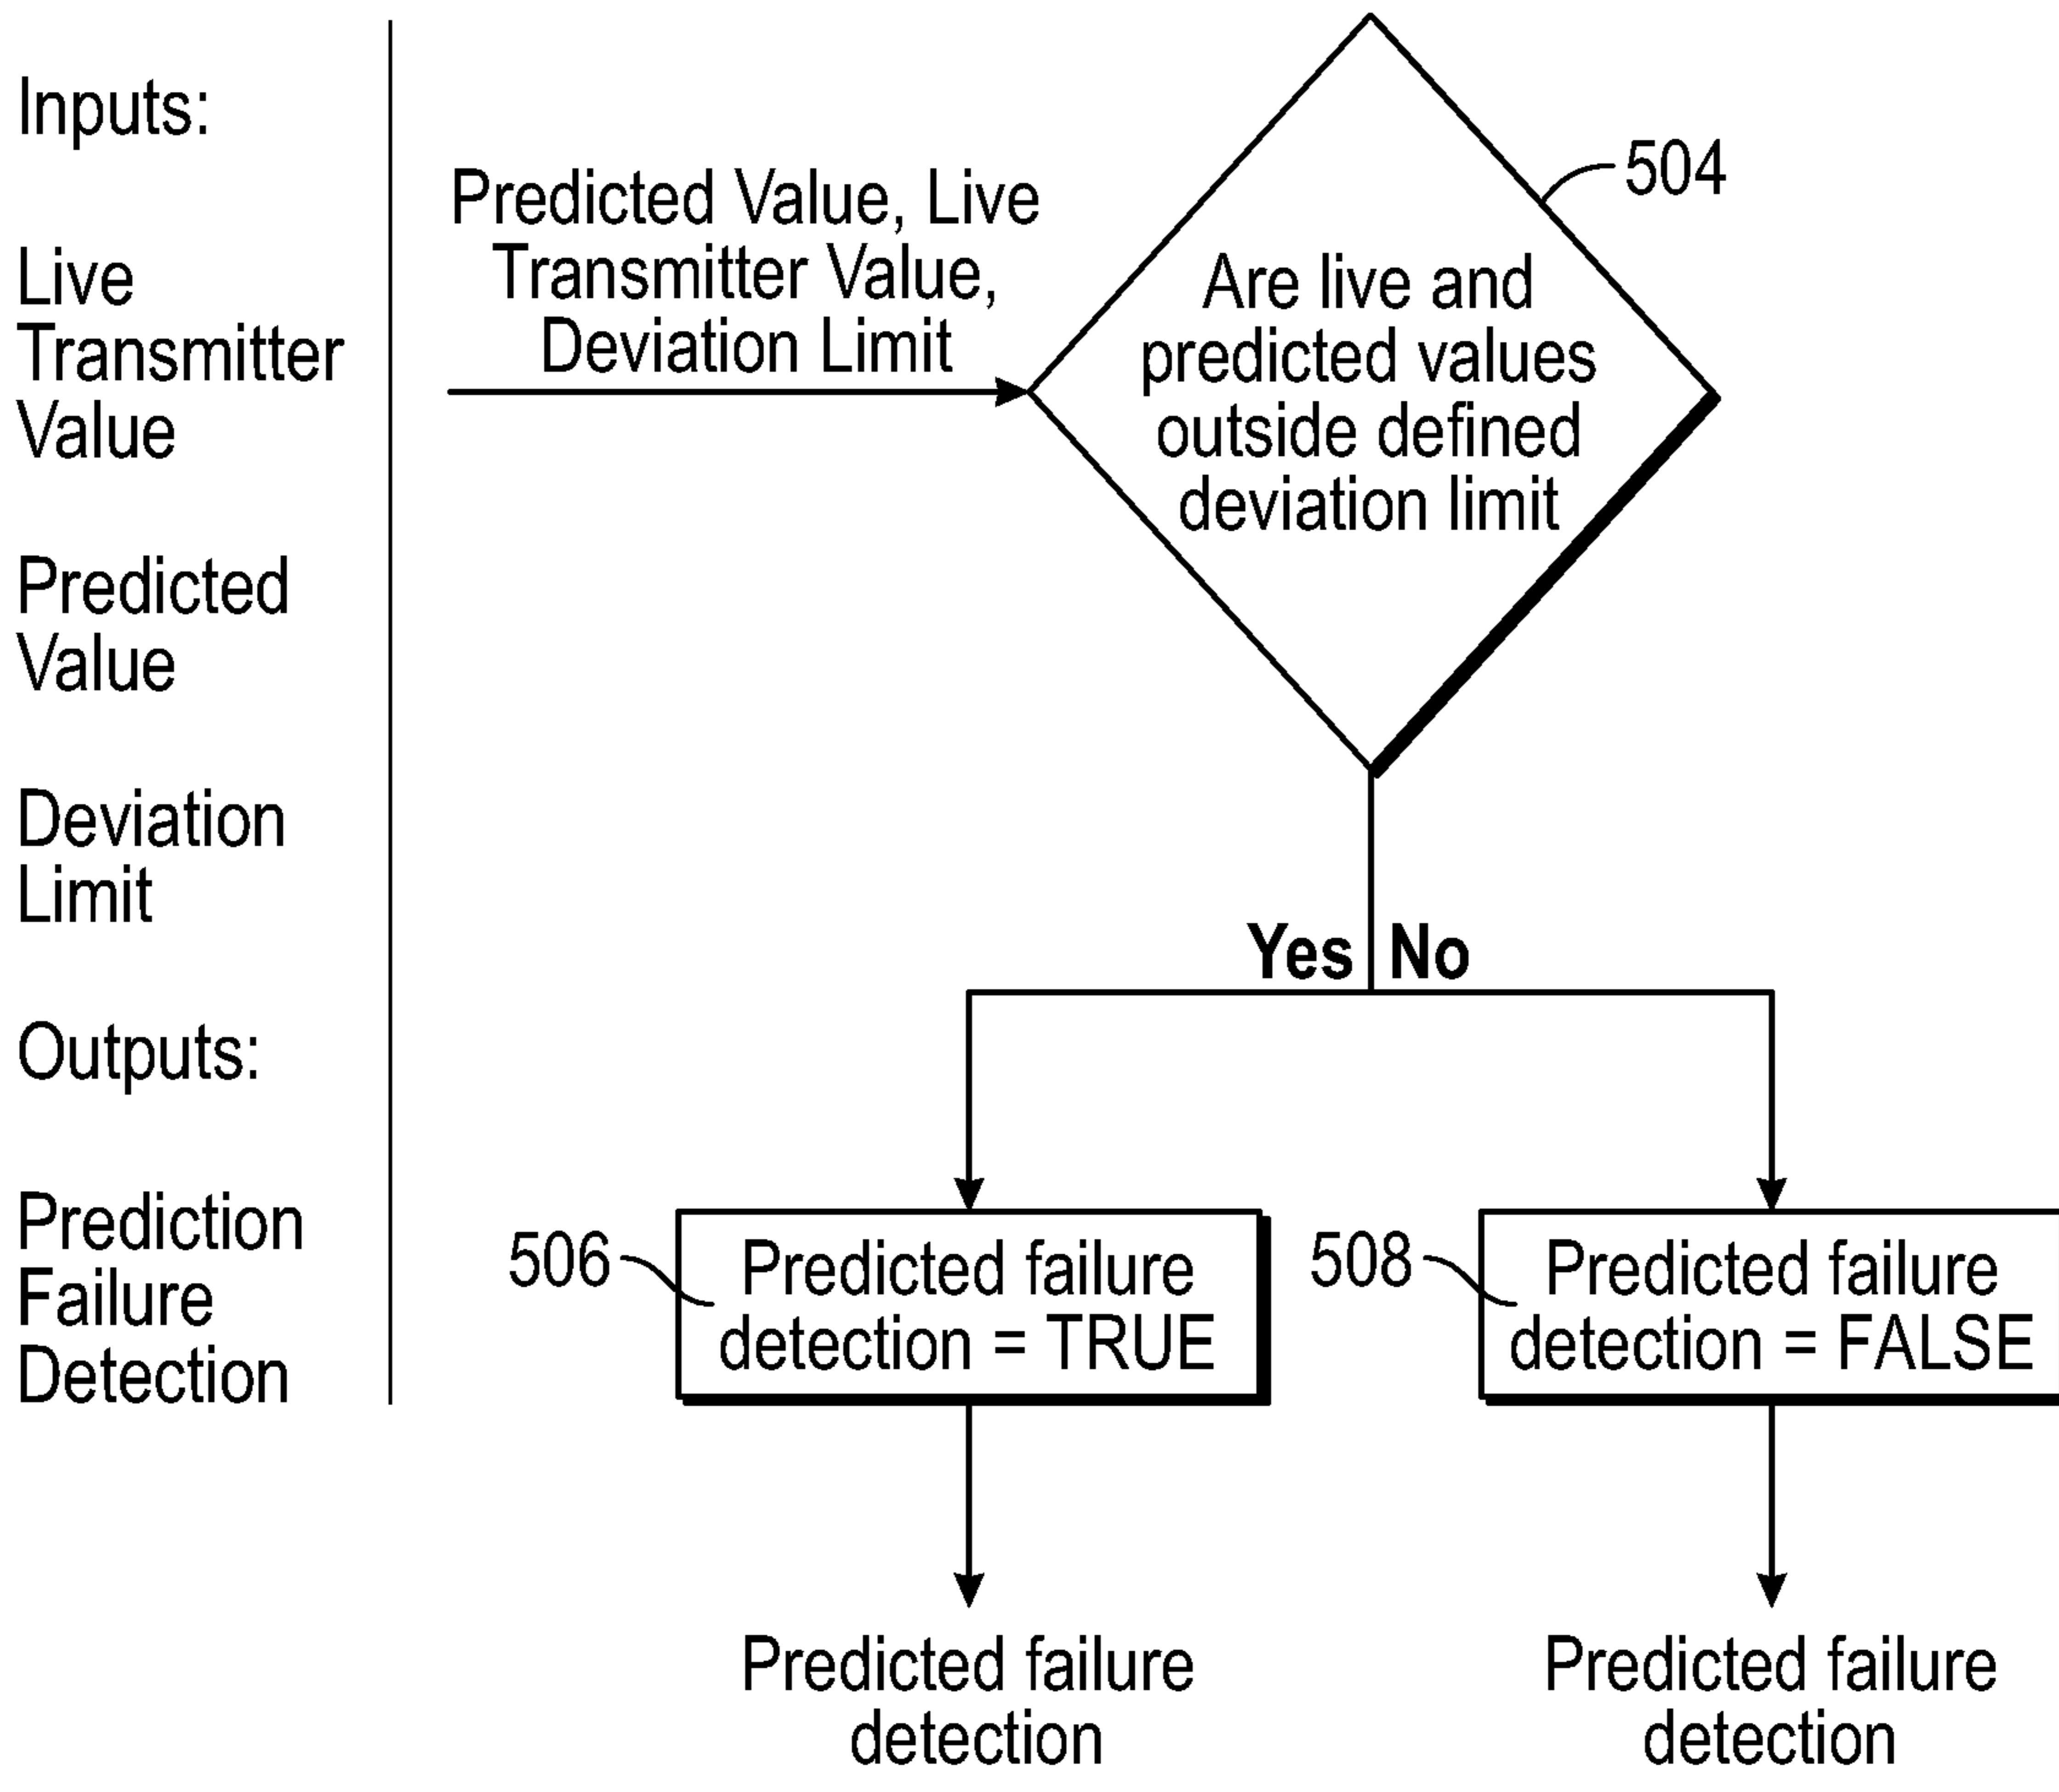 Inputs:
Live
Transmitter
Value
Predicted
Value
Deviation
Limit
Outputs:
Prediction
Failure
Detection
Predicted Value, Live
Transmitter Value,
Deviation Limit
504
Are live and
predicted values
outside defined
deviation limit
Yes
No
506
Predicted failure
detection = TRUE
508
Predicted failure
detection = FALSE
Predicted failure
detection
Predicted failure
detection